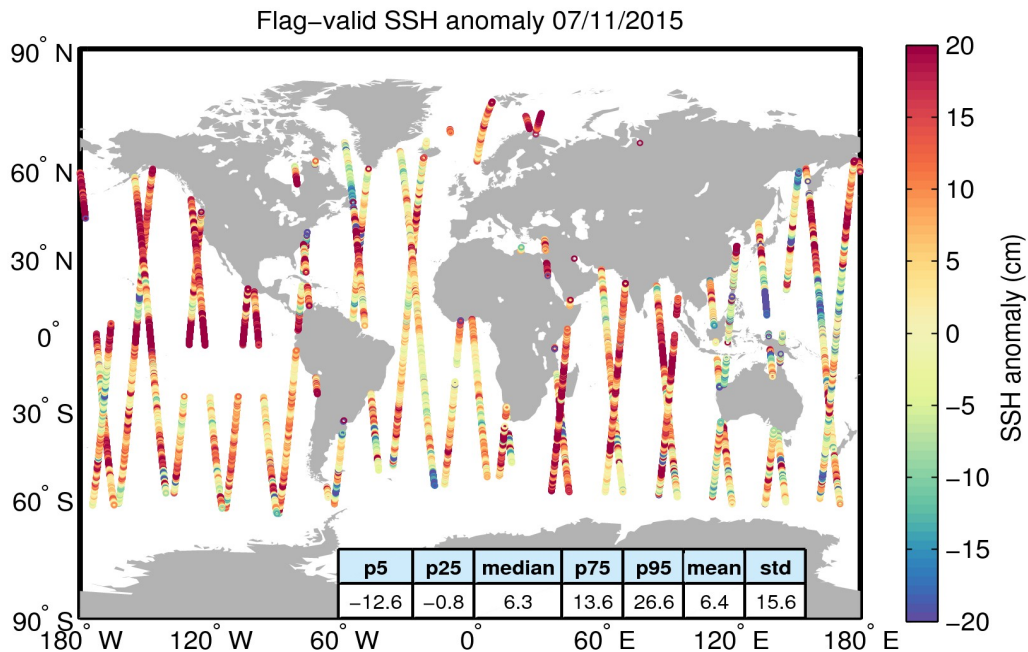 Flag−valid SSH anomaly 07/11/2015
90° N
60° N
30° N
0°
30° S
60° S
90° S
180° W
120° W
60° W
0°
60° E
120° E
180° E
p5 p25 median p75 p95 mean std
−12.6 −0.8 6.3 13.6 26.6 6.4 15.6
20
15
10
5
0
−5
−10
−15
−20
SSH anomaly (cm)